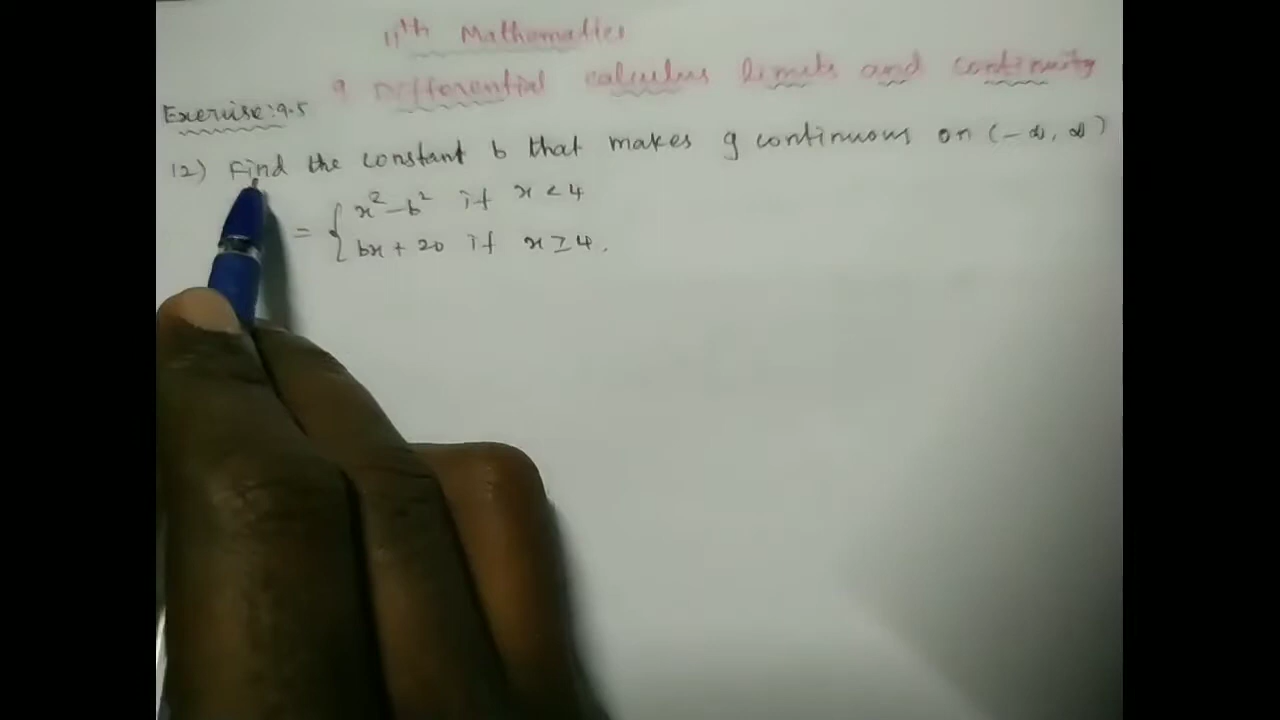 11th Mathematics
9 Differential calculus limits and continuity
Exercise: 9.5
12) Find the constant b that makes g continuous on (-∞, ∞)
= { x² - b² if x < 4
bx + 20 if x ≥ 4.